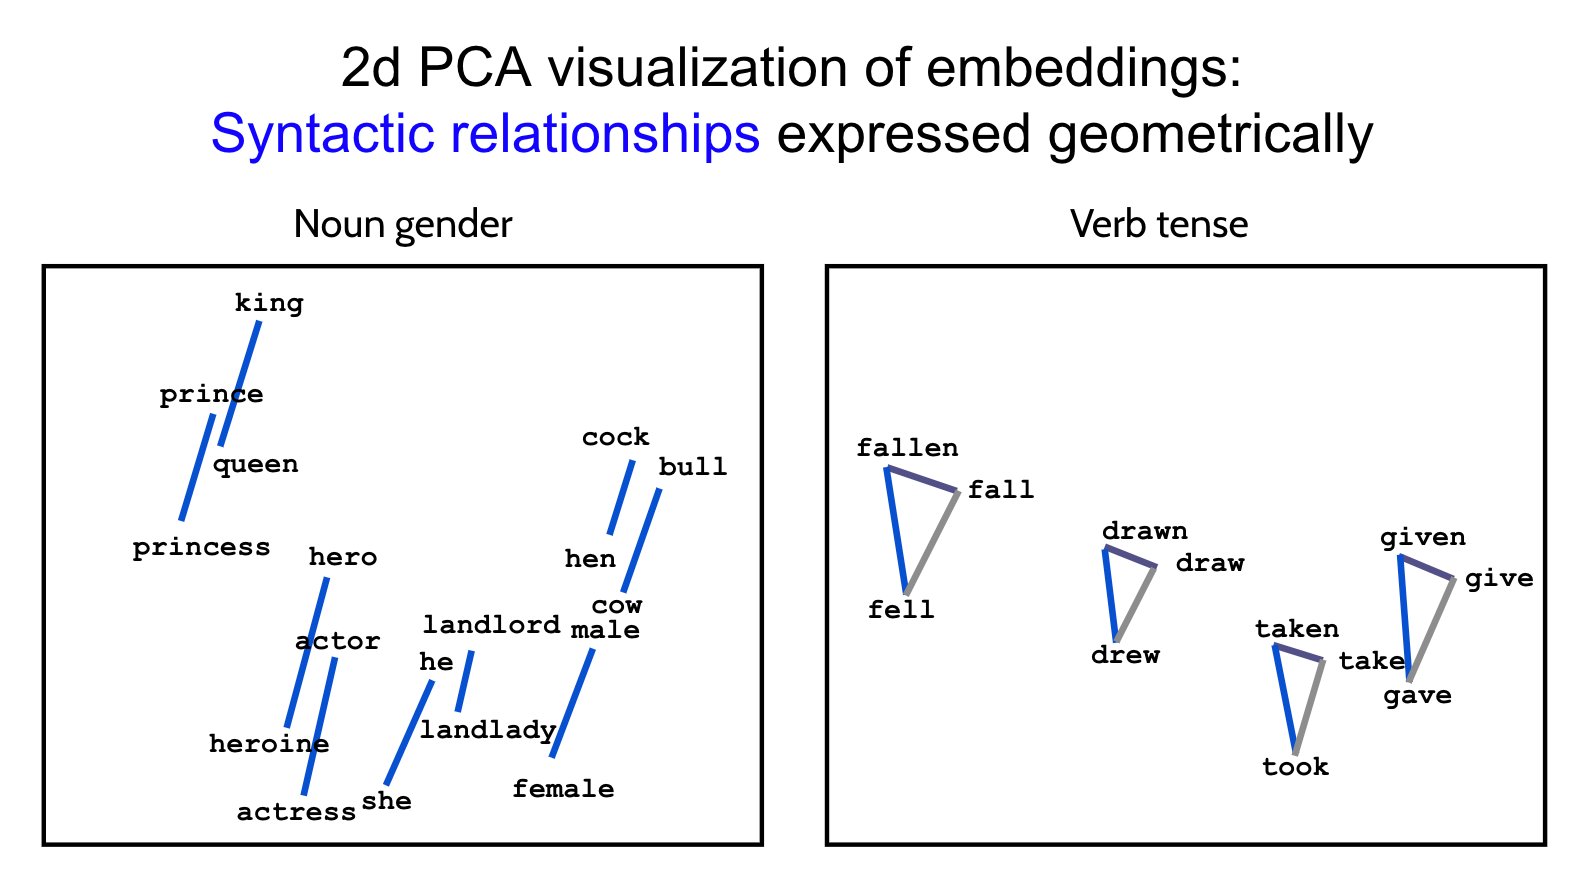 2d PCA visualization of embeddings:
Syntactic relationships expressed geometrically
Noun gender
king
prince
queen
princess
cock
bull
hen
cow
hero
actor
landlord
male
he
heroine
landlady
female
actress
she
Verb tense
fallen
fall
fell
drawn
draw
drew
given
give
taken
take
gave
took